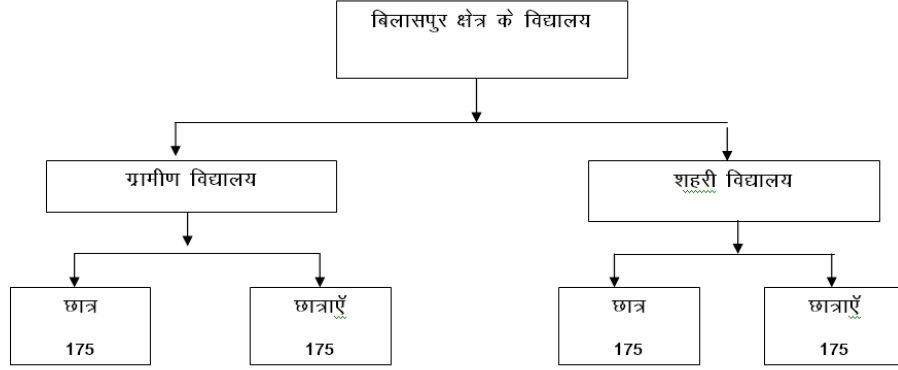 बिलासपुर क्षेत्र के विद्यालय
ग्रामीण विद्यालय
शहरी विद्यालय
छात्र
175
छात्राऍ
175
छात्र
175
छात्राऍ
175